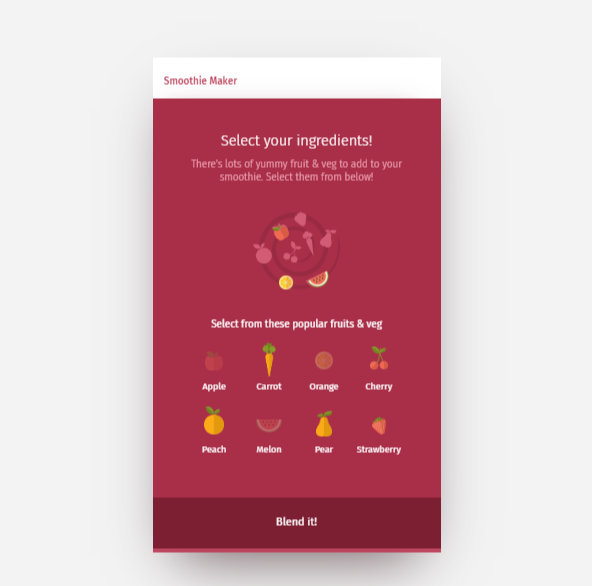 Smoothie Maker
Select your ingredients!
There's lots of yummy fruit & veg to add to your
smoothie. Select them from below!
Select from these popular fruits & veg
Apple Carrot Orange Cherry
Peach Melon Pear Strawberry
Blend it!